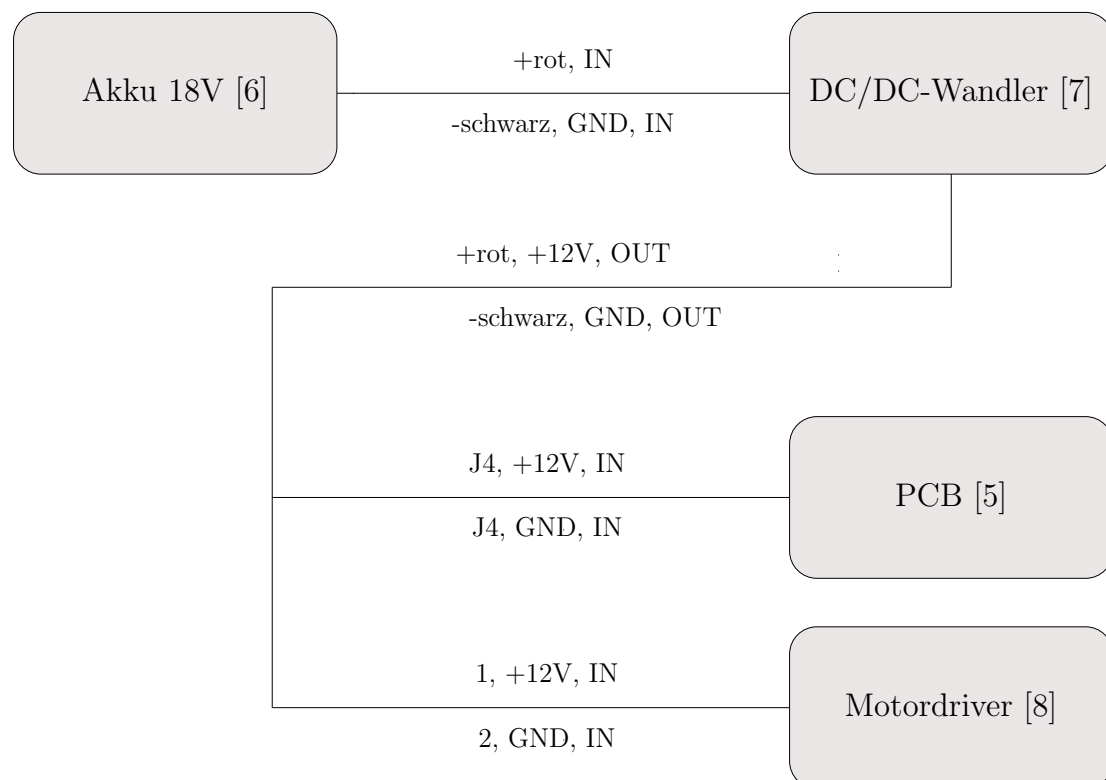 Akku 18V [6]
+rot, IN
-schwarz, GND, IN
DC/DC-Wandler [7]
+rot, +12V, OUT
-schwarz, GND, OUT
J4, +12V, IN
J4, GND, IN
PCB [5]
1, +12V, IN
2, GND, IN
Motordriver [8]